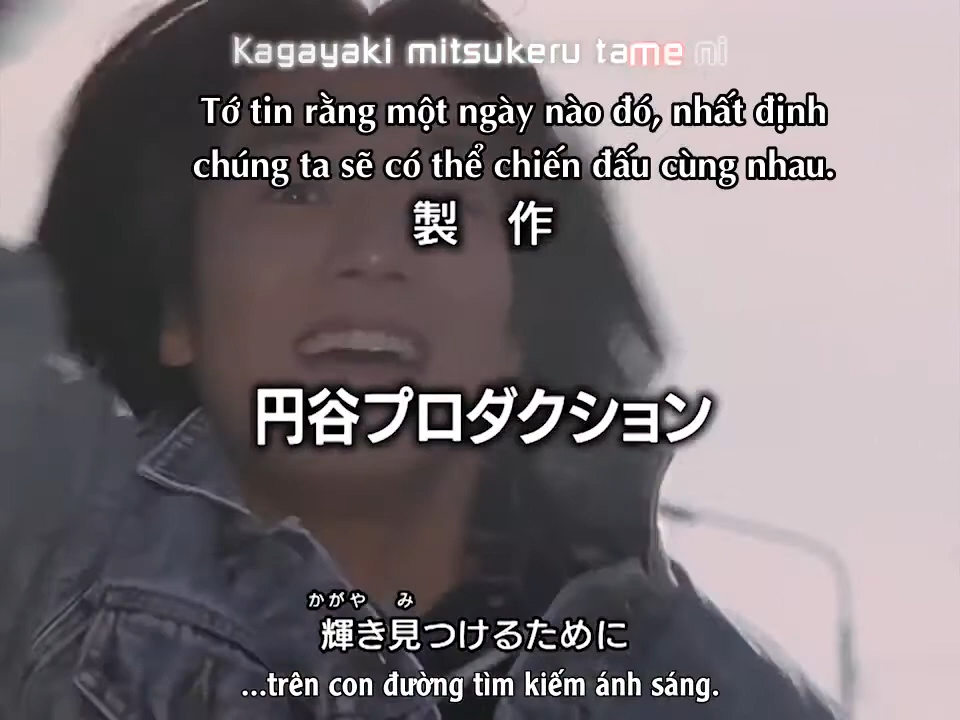 Kagayaki mitsukeru tame ni
Tớ tin rằng một ngày nào đó, nhất định
chúng ta sẽ có thể chiến đấu cùng nhau.
製 作
円谷プロダクション
かがや み
輝き見つけるために
...trên con đường tìm kiếm ánh sáng.